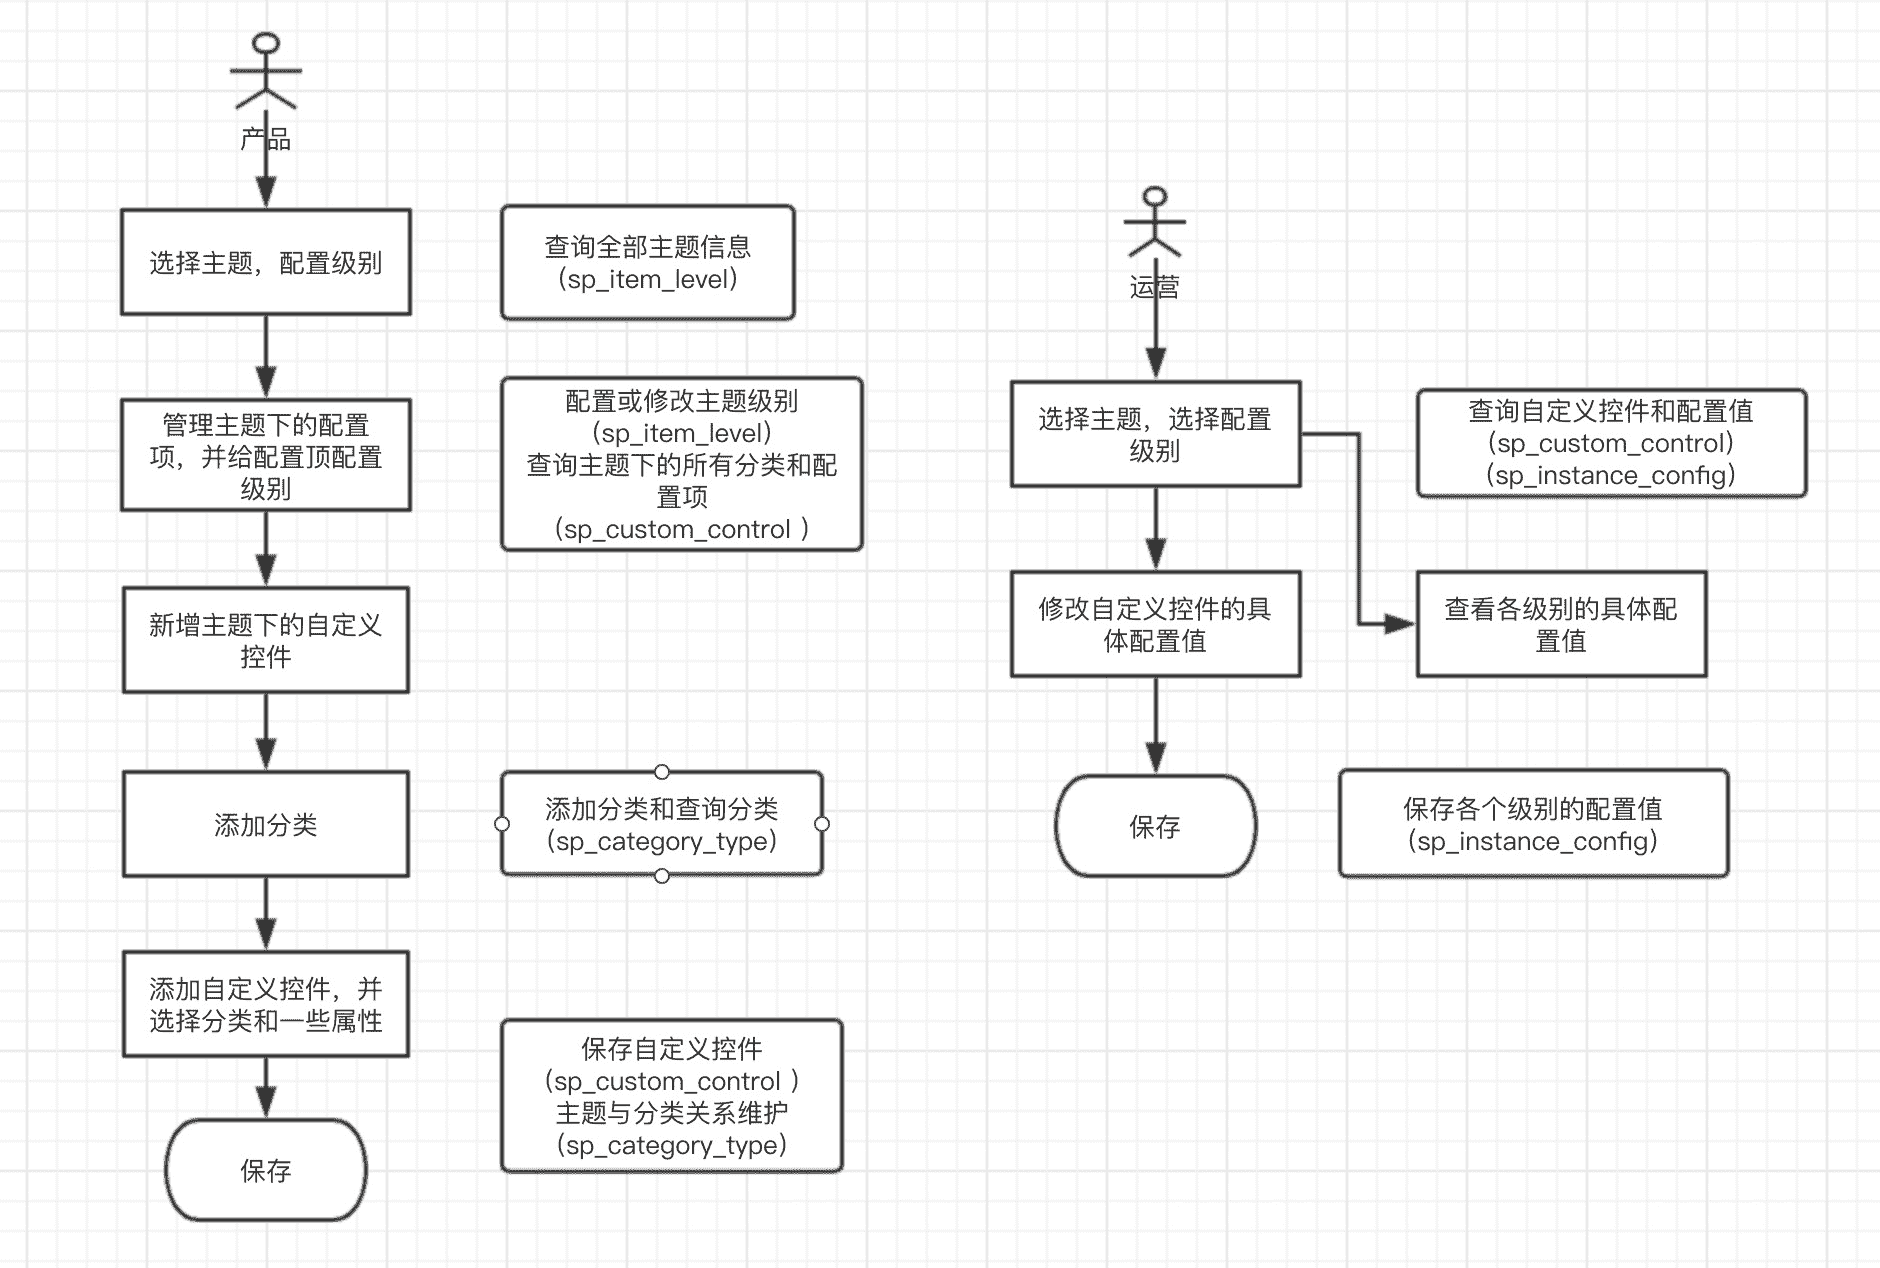 产品
选择主题，配置级别
查询全部主题信息
（sp_item_level）
管理主题下的配置
项，并给配置顶配置
级别
配置或修改主题级别
（sp_item_level）
查询主题下的所有分类和配
置项
（sp_custom_control ）
新增主题下的自定义
控件
添加分类
添加分类和查询分类
（sp_category_type）
添加自定义控件，并
选择分类和一些属性
保存自定义控件
（sp_custom_control ）
主题与分类关系维护
（sp_category_type）
保存
运营
选择主题，选择配置
级别
查询自定义控件和配置值
（sp_custom_control）
（sp_instance_config）
修改自定义控件的具
体配置值
查看各级别的具体配
置值
保存
保存各个级别的配置值
（sp_instance_config）